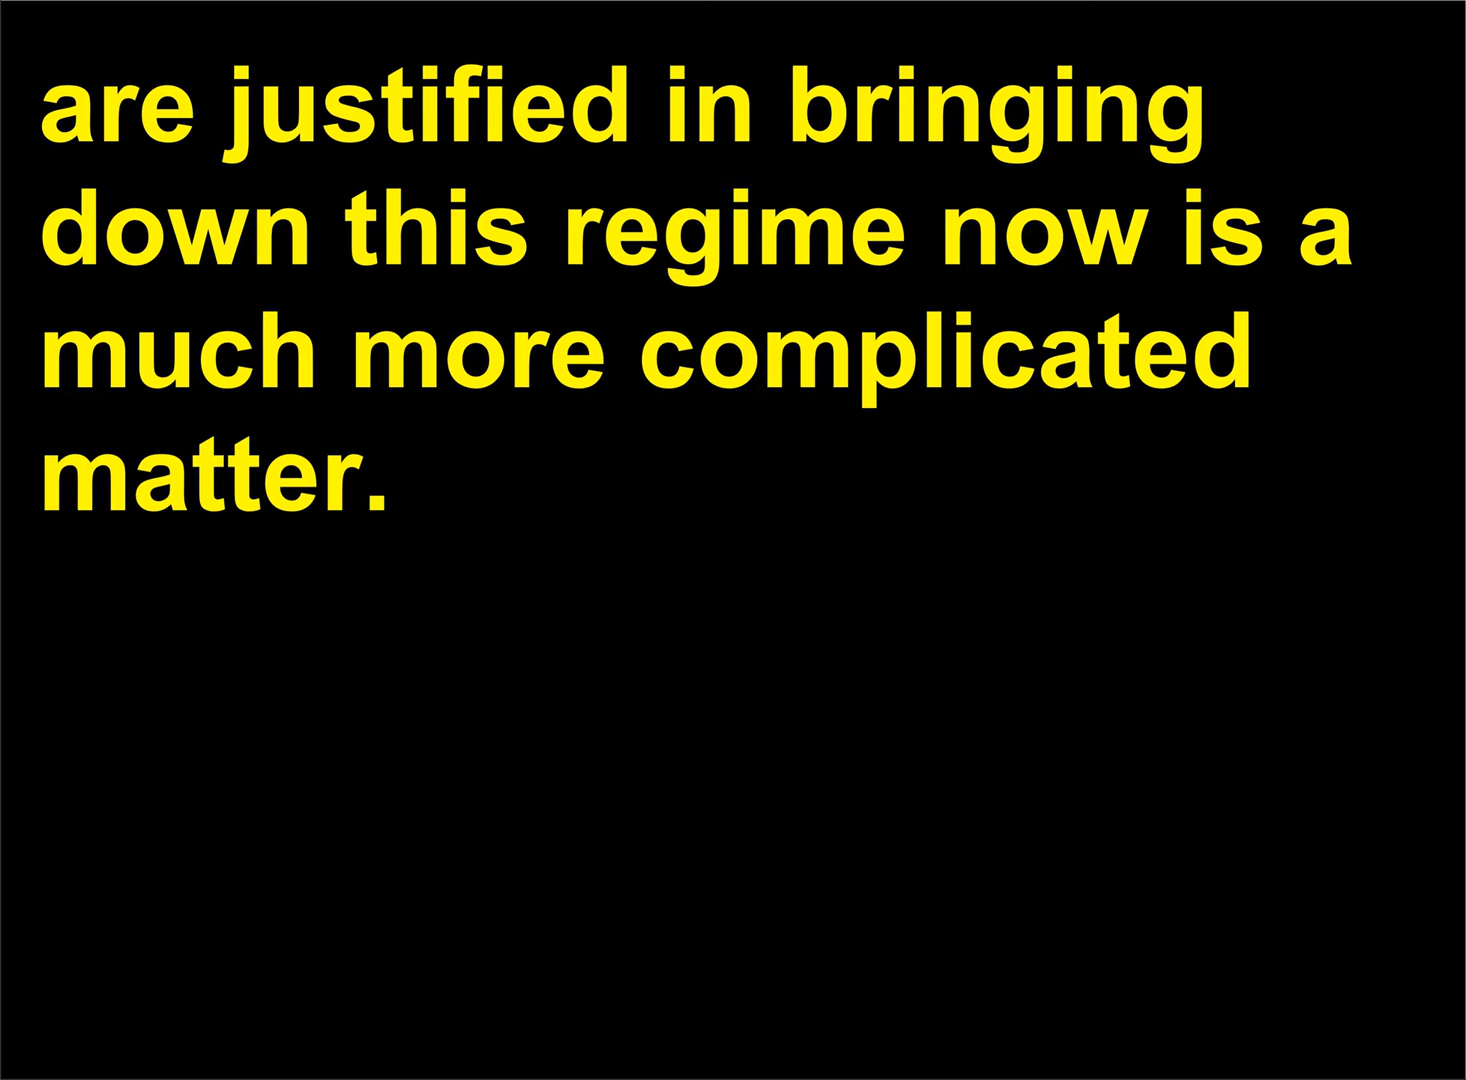 are justified in bringing
down this regime now is a
much more complicated
matter.